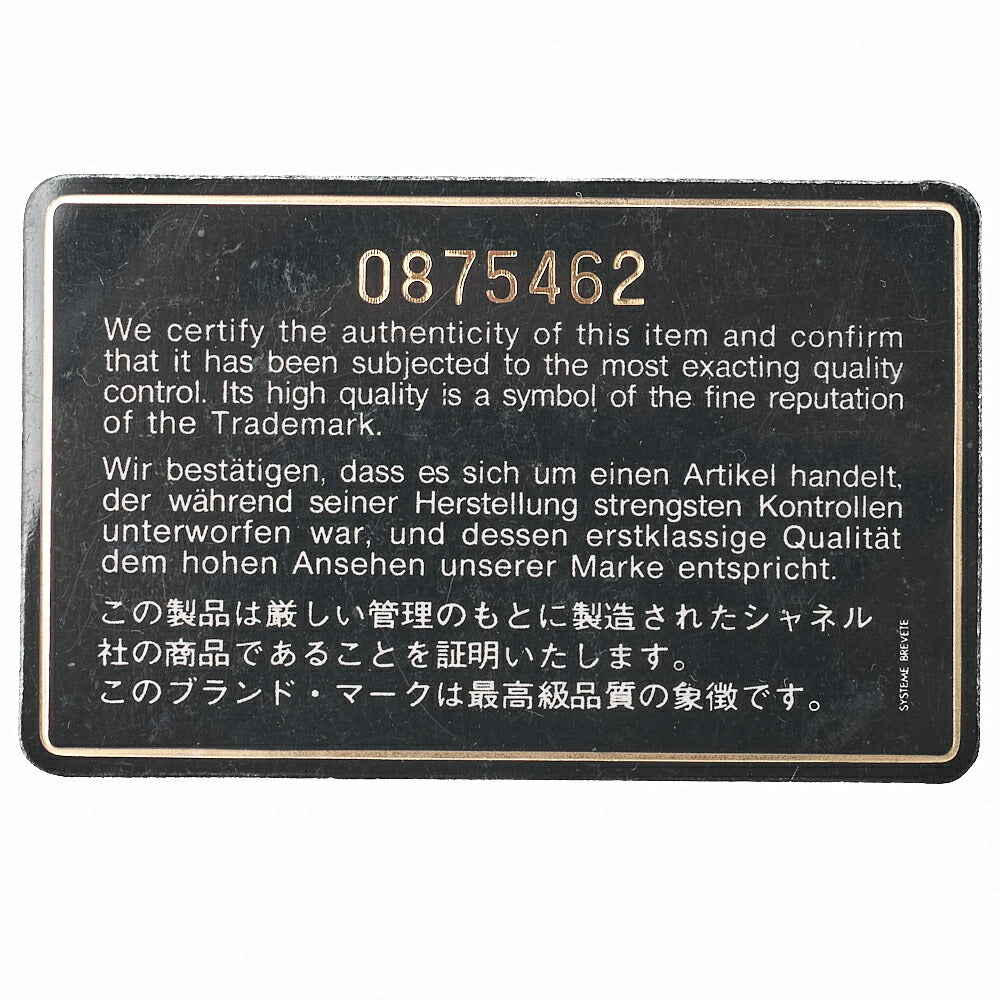 0875462
We certify the authenticity of this item and confirm
that it has been subjected to the most exacting quality
control. Its high quality is a symbol of the fine reputation
of the Trademark.
Wir bestätigen, dass es sich um einen Artikel handelt,
der während seiner Herstellung strengsten Kontrollen
unterworfen war, und dessen erstklassige Qualität
dem hohen Ansehen unserer Marke entspricht.
この製品は厳しい管理のもとに製造されたシャネル
社の商品であることを証明いたします。
このブランド・マークは最高級品質の象徴です。
SYSTEME BREVETE